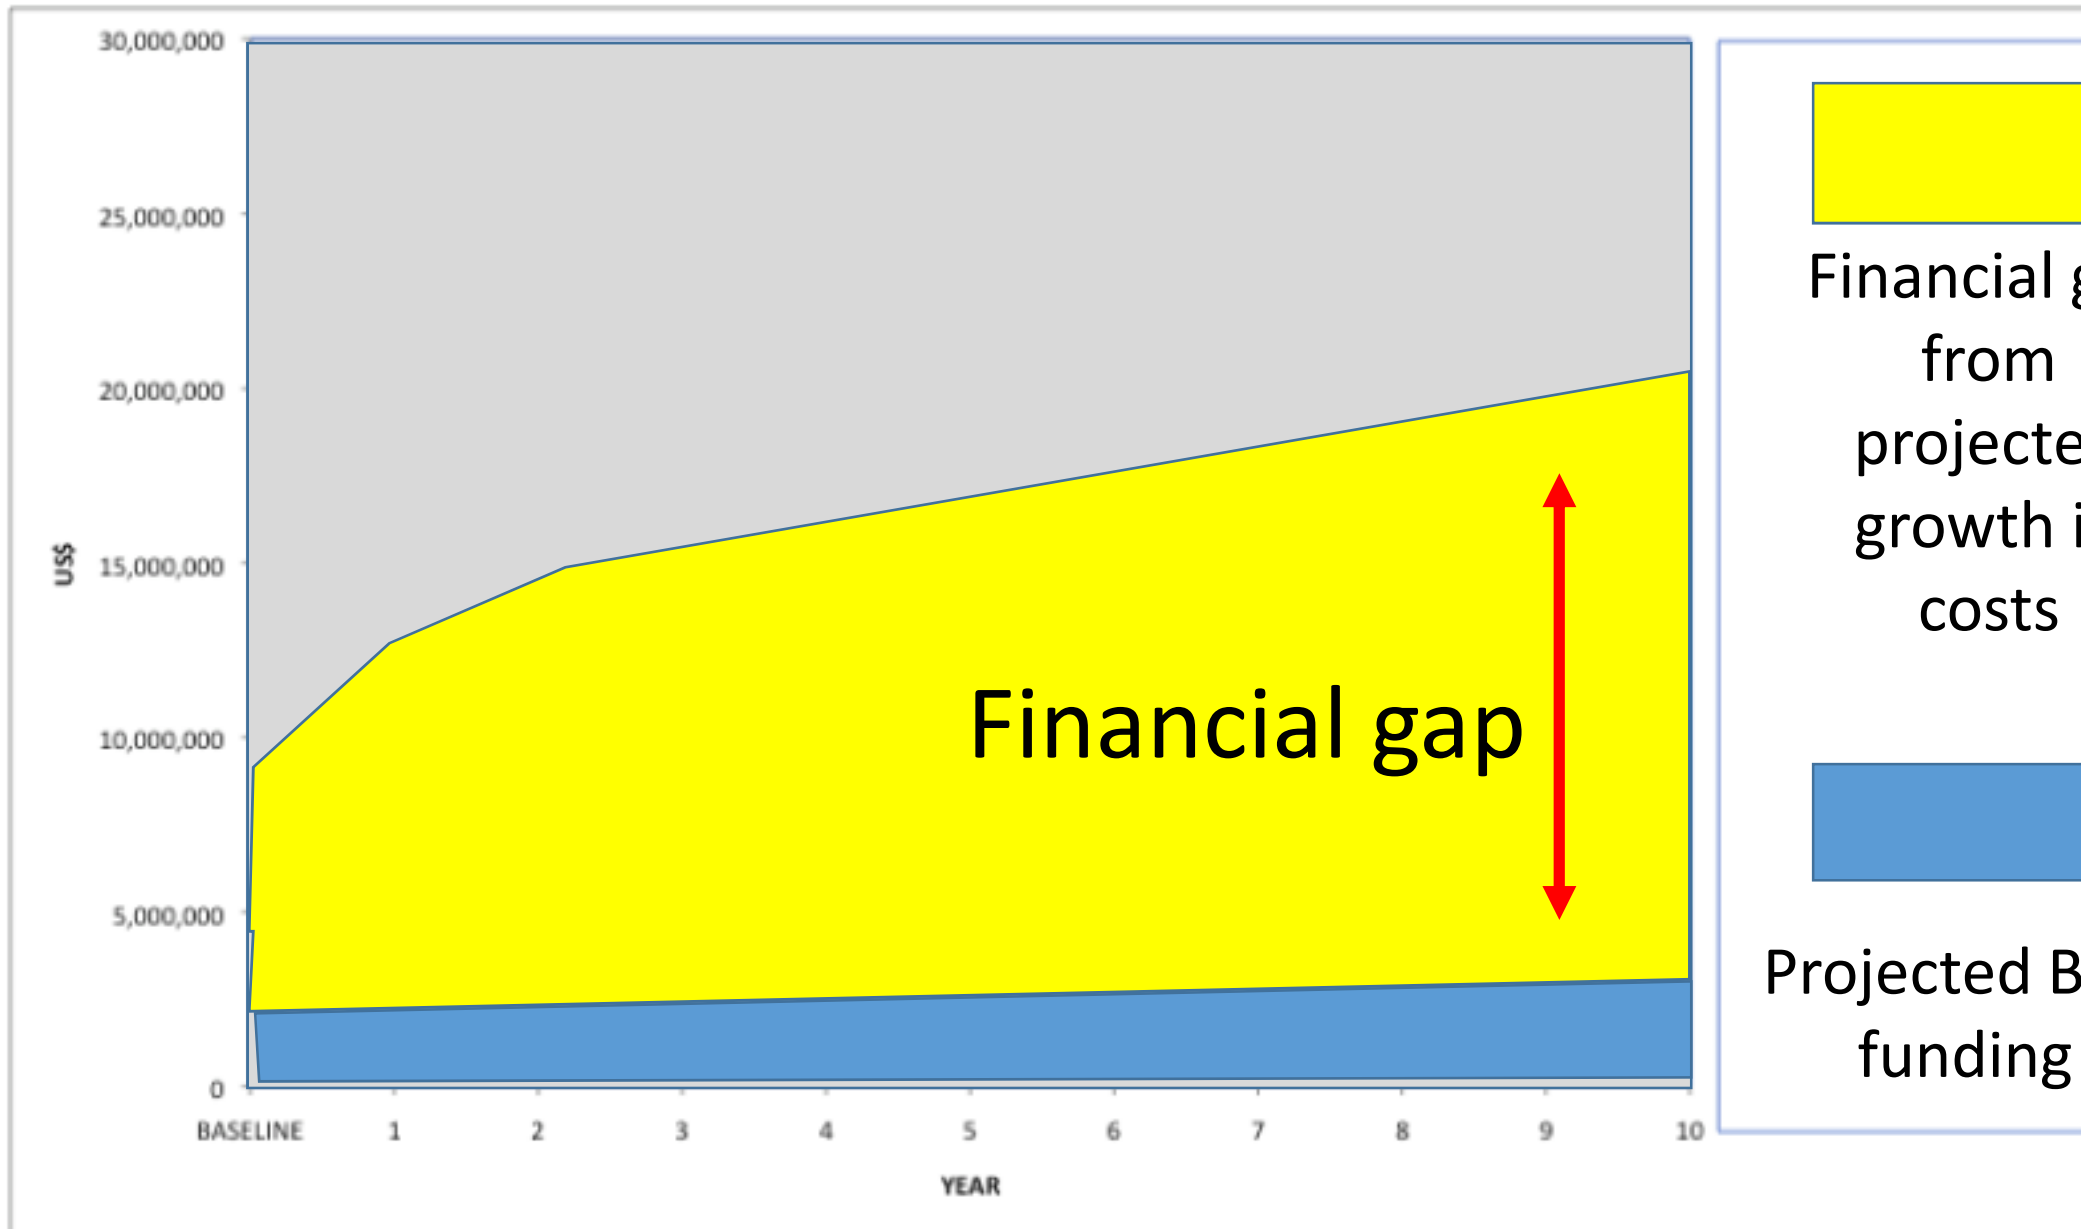 30,000,000
25,000,000
20,000,000
15,000,000
10,000,000
5,000,000
0
US$
BASELINE 1 2 3 4 5 6 7 8 9 10
YEAR
Financial gap
Financial
from
projecte
growth
costs
Projected B
funding